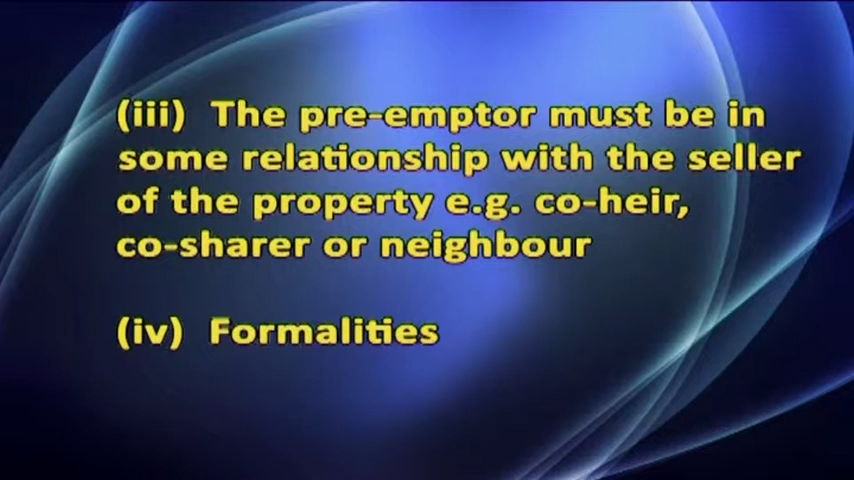 (iii) The pre-emptor must be in
some relationship with the seller
of the property e.g. co-heir,
co-sharer or neighbour
(iv) Formalities